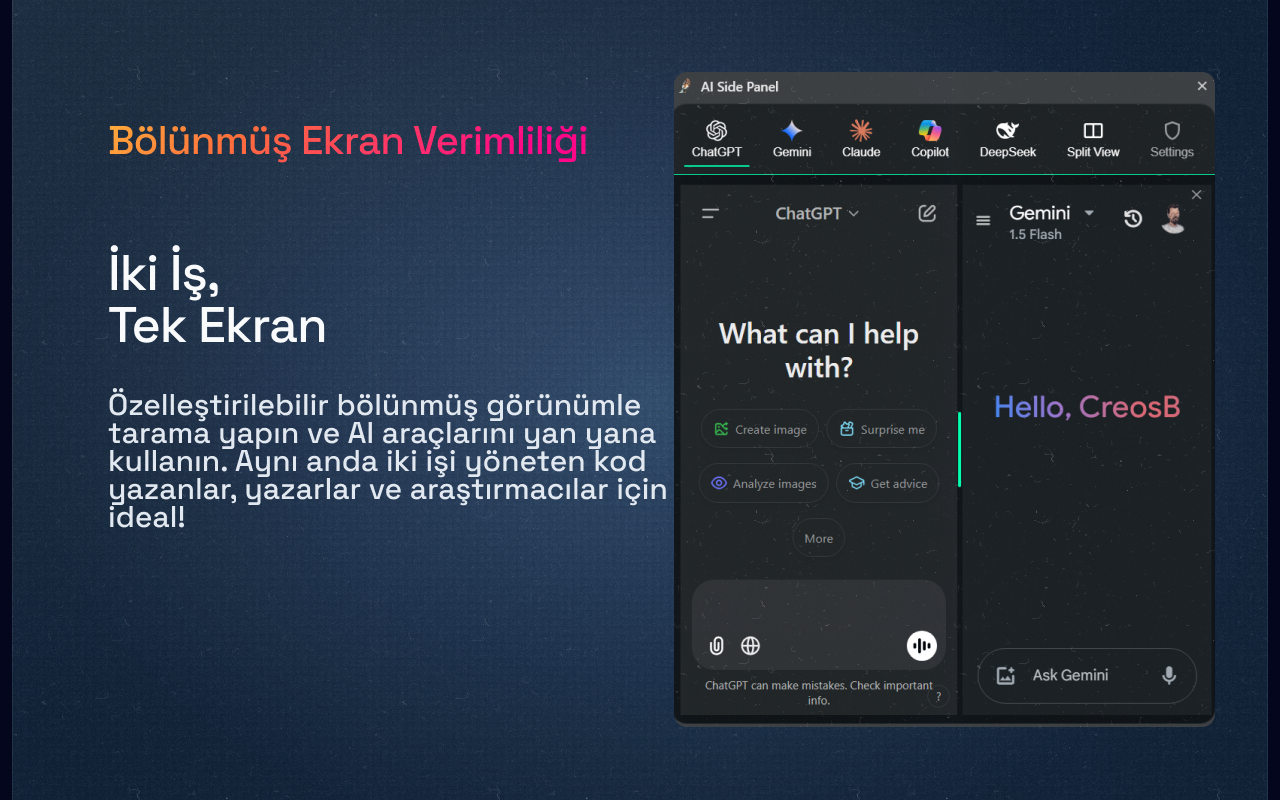 Bölünmüş Ekran Verimliliği
İki İş,
Tek Ekran
Özelleştirilebilir bölünmüş görünümle
tarama yapın ve AI araçlarını yan yana
kullanın. Aynı anda iki işi yöneten kod
yazanlar, yazarlar ve araştırmacılar için
ideal!
AI Side Panel
ChatGPT
Gemini
Claude
Copilot
DeepSeek
Split View
Settings
ChatGPT
What can I help
with?
Create image
Surprise me
Analyze images
Get advice
More
ChatGPT can make mistakes. Check important
info.
?
Gemini
1.5 Flash
Hello, CreosB
Ask Gemini